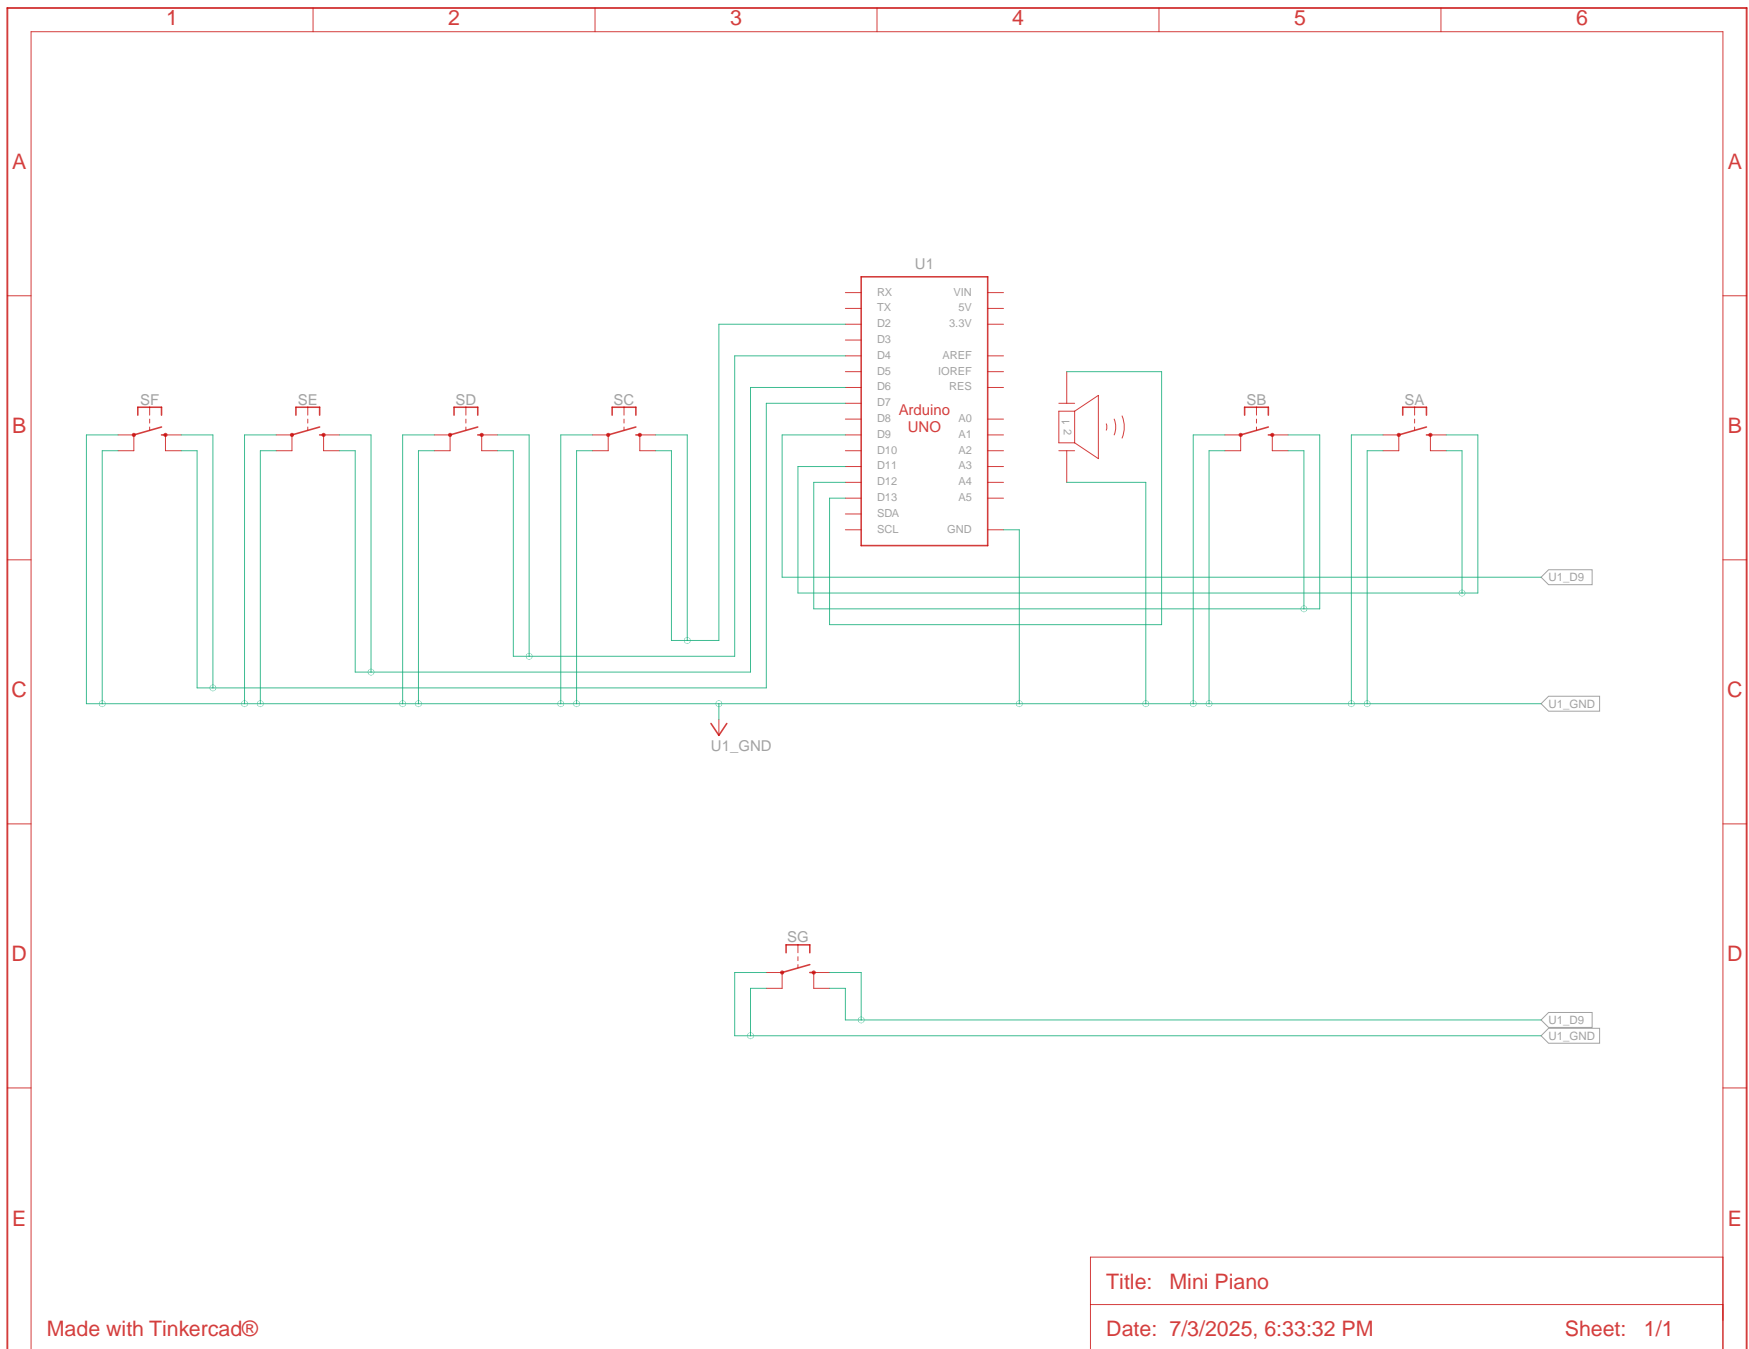 1 2 3 4 5 6
A A
U1
RX VIN
TX 5V
D2 3.3V
D3
D4 AREF
D5 IOREF
D6 RES
D7
Arduino
UNO
D8 A0
D9 A1
D10 A2
D11 A3
D12 A4
D13 A5
SDA
SCL GND
SF SE SD SC SB SA
1 2
B B
U1_D9
C C
U1_GND
U1_GND
SG
D D
U1_D9
U1_GND
E E
Title: Mini Piano
Made with Tinkercad®
Date: 7/3/2025, 6:33:32 PM Sheet: 1/1